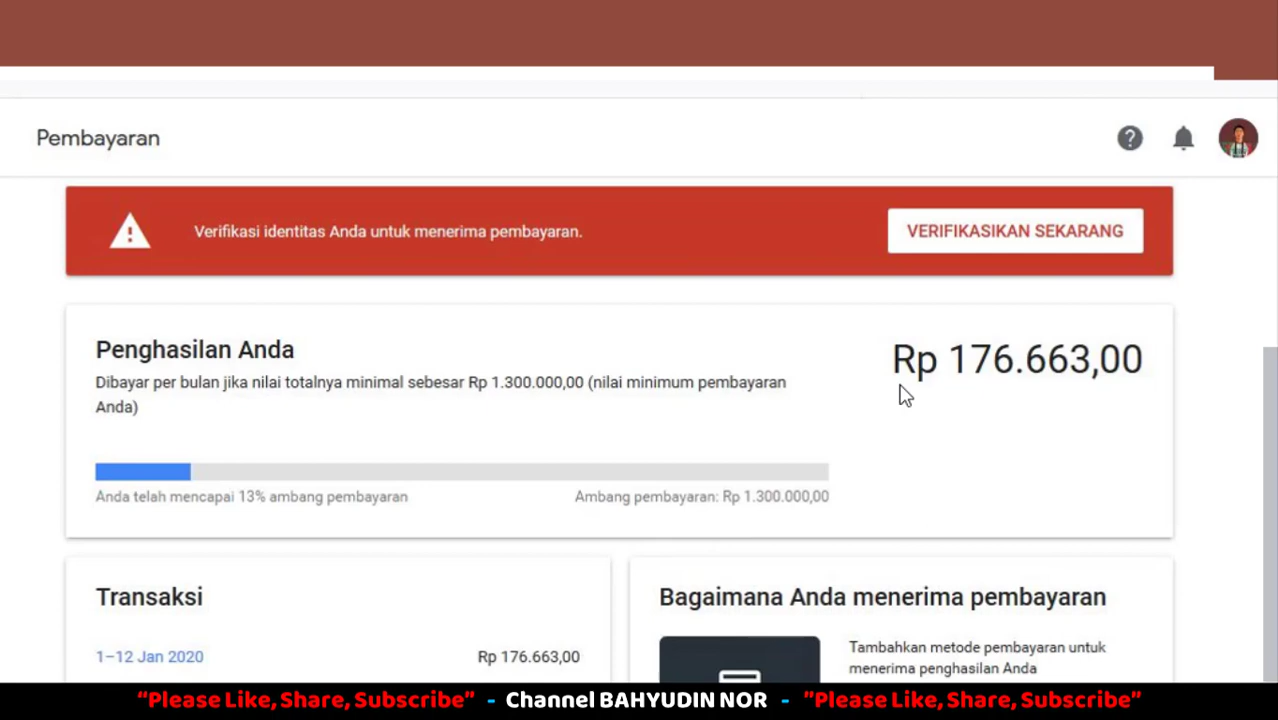 Pembayaran
Verifikasi identitas Anda untuk menerima pembayaran.
VERIFIKASIKAN SEKARANG
Penghasilan Anda
Rp 176.663,00
Dibayar per bulan jika nilai totalnya minimal sebesar Rp 1.300.000,00 (nilai minimum pembayaran
Anda)
Anda telah mencapai 13% ambang pembayaran
Ambang pembayaran: Rp 1.300.000,00
Transaksi
1–12 Jan 2020
Rp 176.663,00
Bagaimana Anda menerima pembayaran
Tambahkan metode pembayaran untuk
menerima penghasilan Anda
"Please Like, Share, Subscribe" - Channel BAHYUDIN NOR - "Please Like, Share, Subscribe"